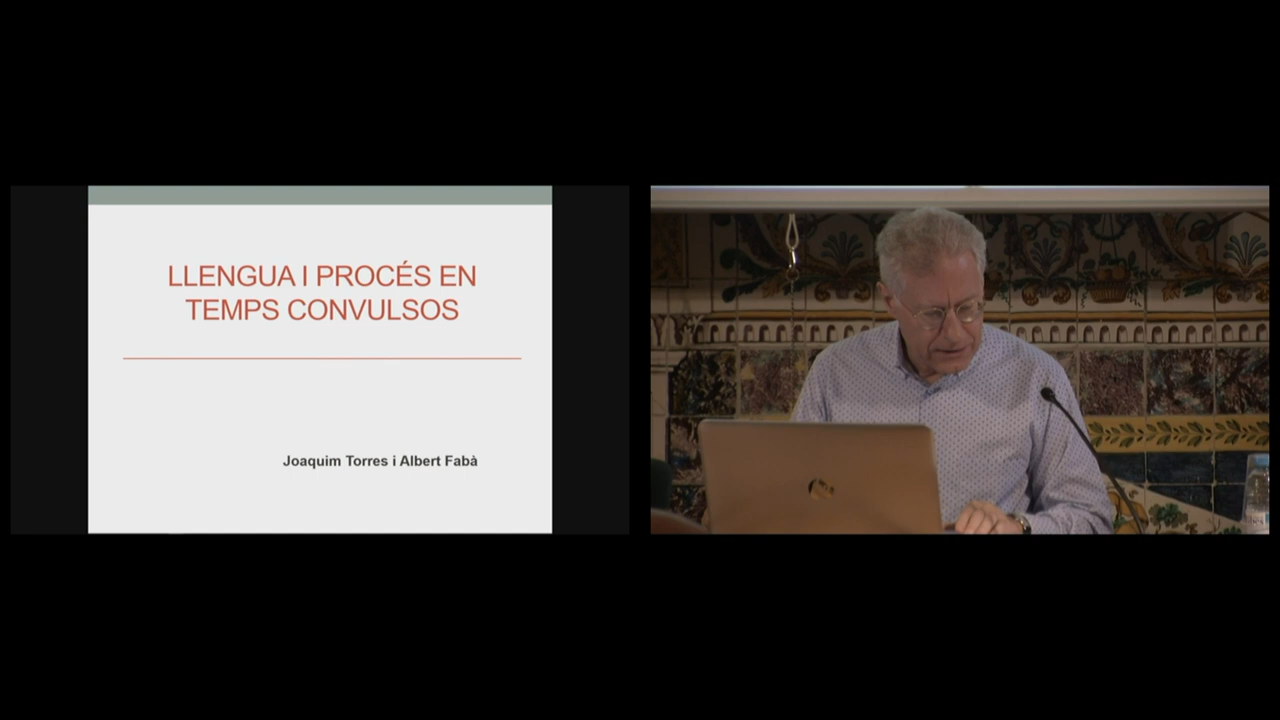 LLENGUA I PROCÉS EN
TEMPS CONVULSOS
Joaquim Torres i Albert Fabà